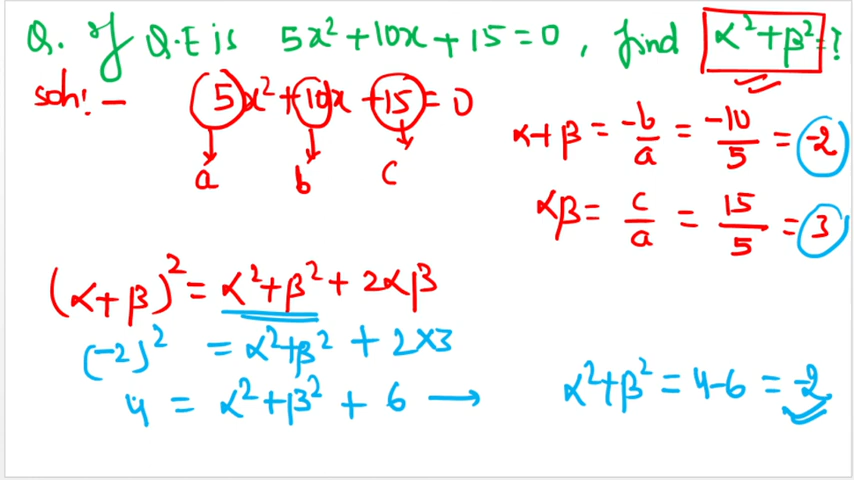 Q. If Q.E is 5x² + 10x + 15 = 0, find α² + β² = ?
Soln! - 5x² + 10x + 15 = 0
a b c
α + β = -b/a = -10/5 = -2
αβ = c/a = 15/5 = 3
(α + β)² = α² + β² + 2αβ
(-2)² = α² + β² + 2×3
4 = α² + β² + 6 → α² + β² = 4-6 = -2